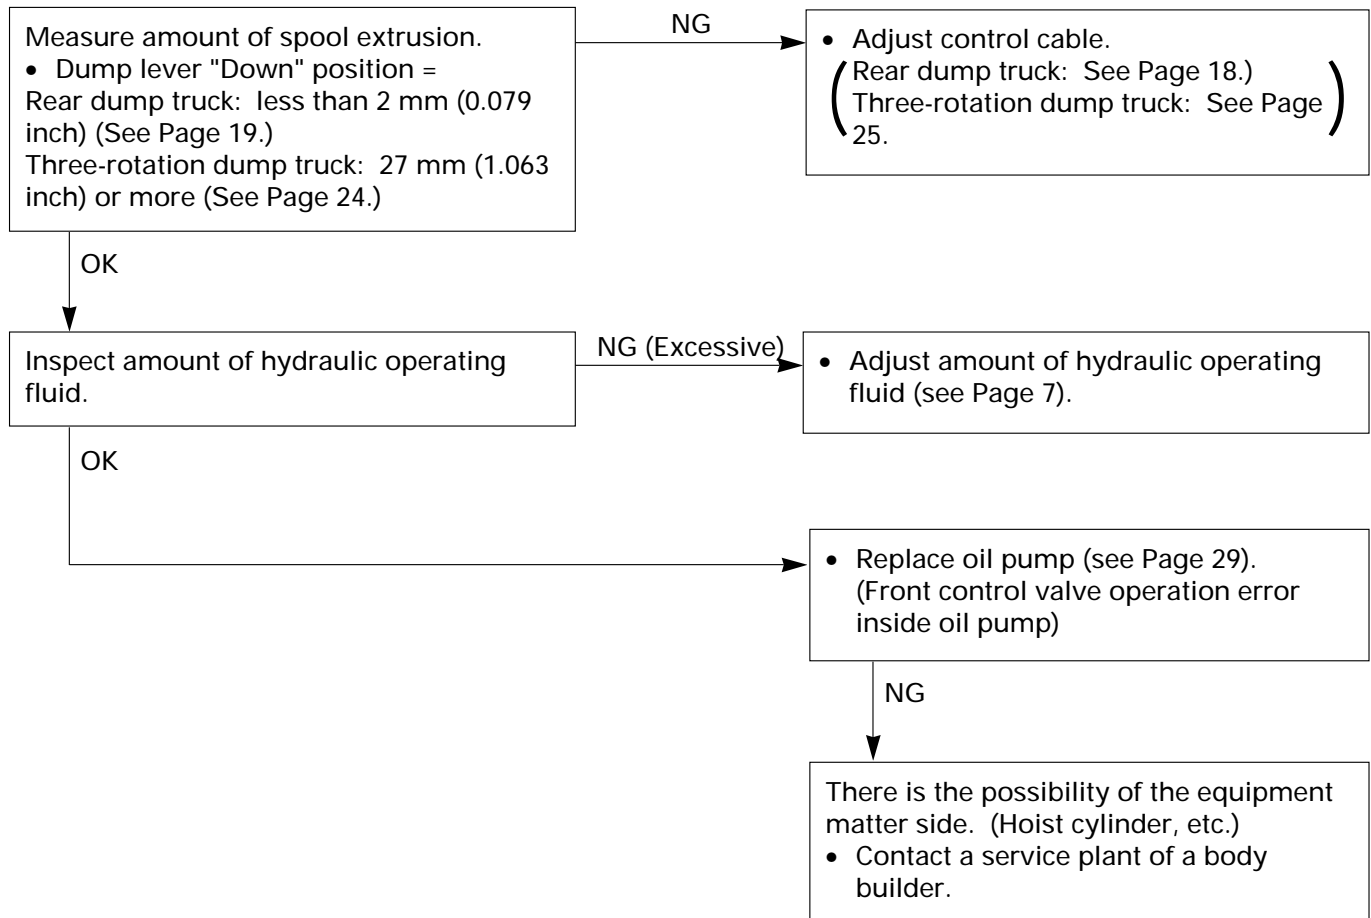 Measure amount of spool extrusion.
• Dump lever "Down" position =
Rear dump truck: less than 2 mm (0.079
inch) (See Page 19.)
Three-rotation dump truck: 27 mm (1.063
inch) or more (See Page 24.)
NG
• Adjust control cable.
(Rear dump truck: See Page 18.)
Three-rotation dump truck: See Page
25. )
OK
Inspect amount of hydraulic operating
fluid.
NG (Excessive)
• Adjust amount of hydraulic operating
fluid (see Page 7).
OK
• Replace oil pump (see Page 29).
(Front control valve operation error
inside oil pump)
NG
There is the possibility of the equipment
matter side. (Hoist cylinder, etc.)
• Contact a service plant of a body
builder.